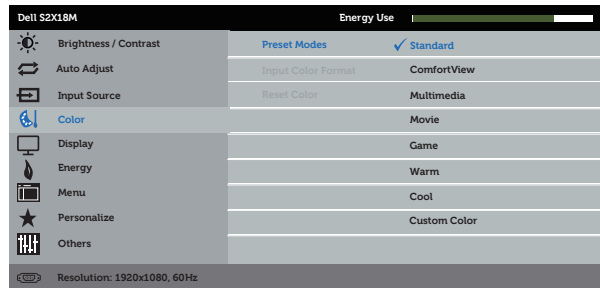 Dell S2X18M Energy Use
Brightness / Contrast Preset Modes ✓ Standard
Auto Adjust Input Color Format ComfortView
Input Source Reset Color Multimedia
Color Movie
Display Game
Energy Warm
Menu Cool
Personalize Custom Color
Others
Resolution: 1920x1080, 60Hz